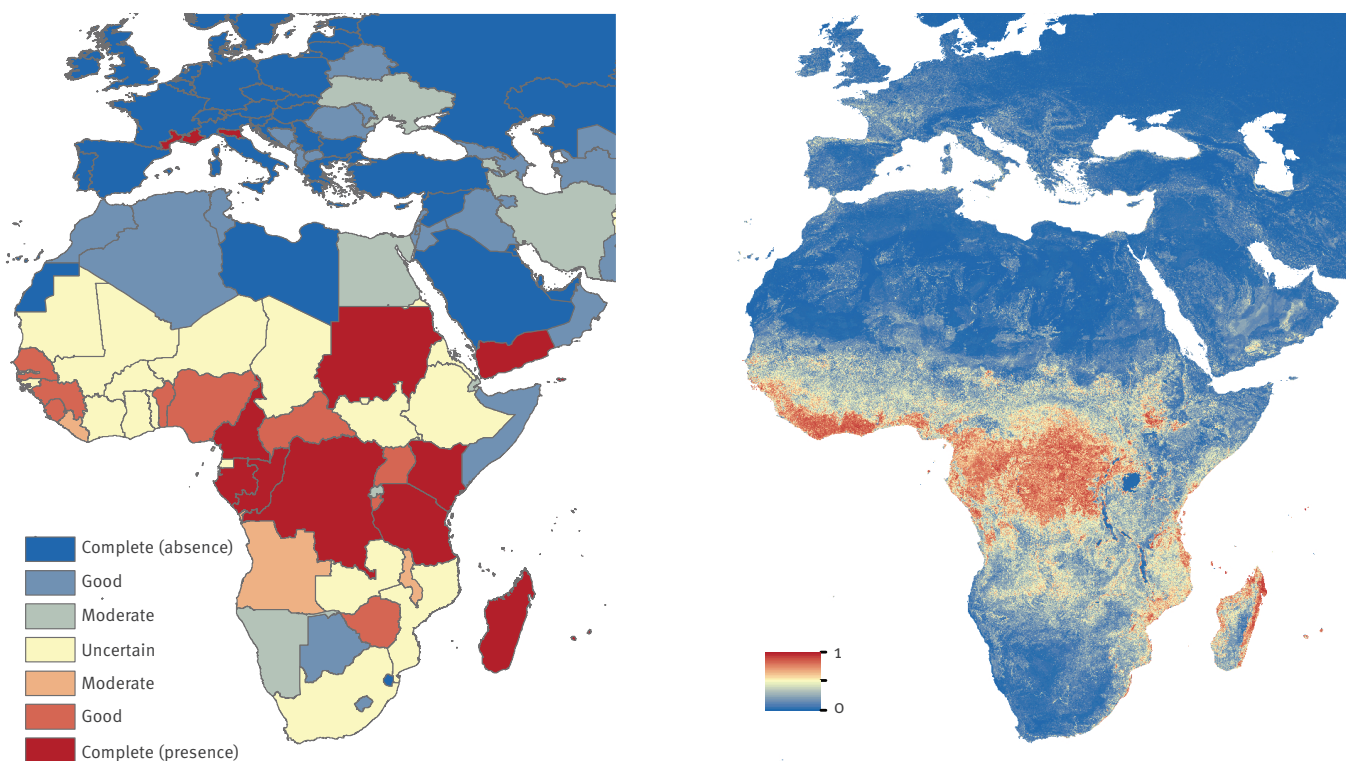 Complete (absence)
Good
Moderate
Uncertain
Moderate
Good
Complete (presence)
1
0